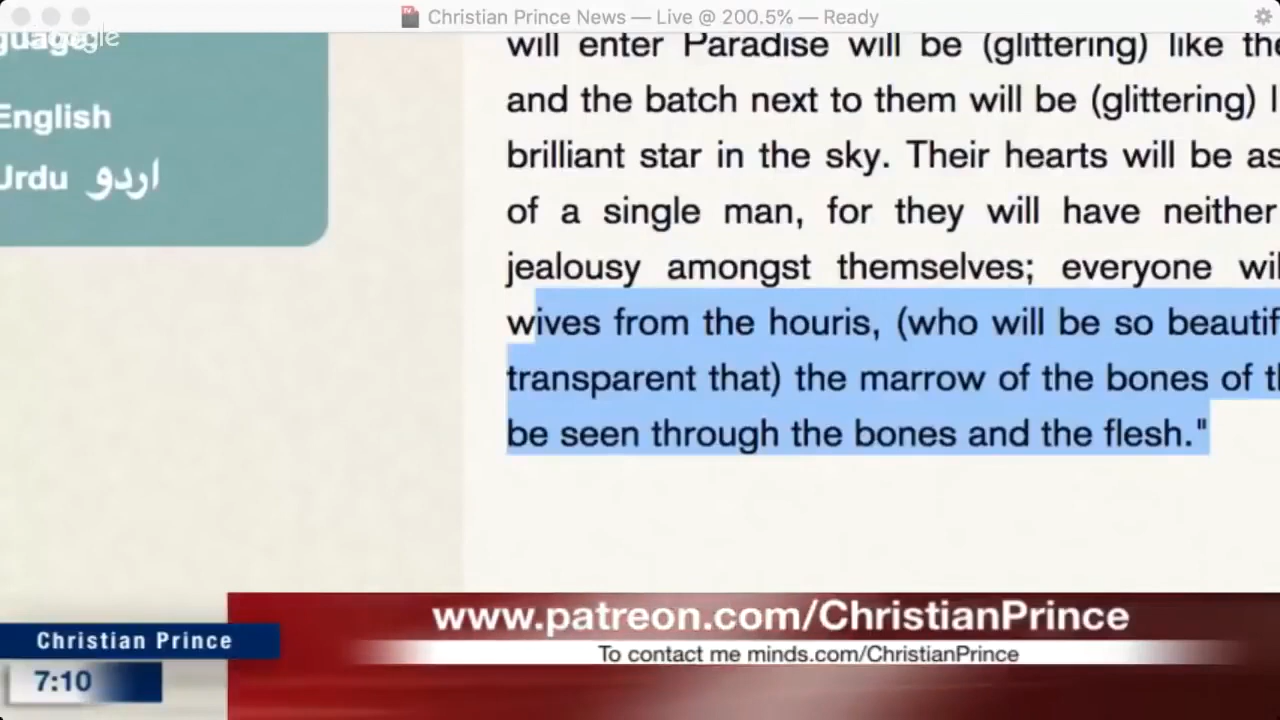 Christian Prince News — Live @ 200.5% — Ready
Google
English
Urdu اردو
will enter Paradise will be (glittering) like
and the batch next to them will be (glittering)
brilliant star in the sky. Their hearts will be as
of a single man, for they will have neither
jealousy amongst themselves; everyone
wives from the houris, (who will be so
transparent that) the marrow of the bones of
be seen through the bones and the flesh."
www.patreon.com/ChristianPrince
To contact me minds.com/ChristianPrince
Christian Prince
7:10